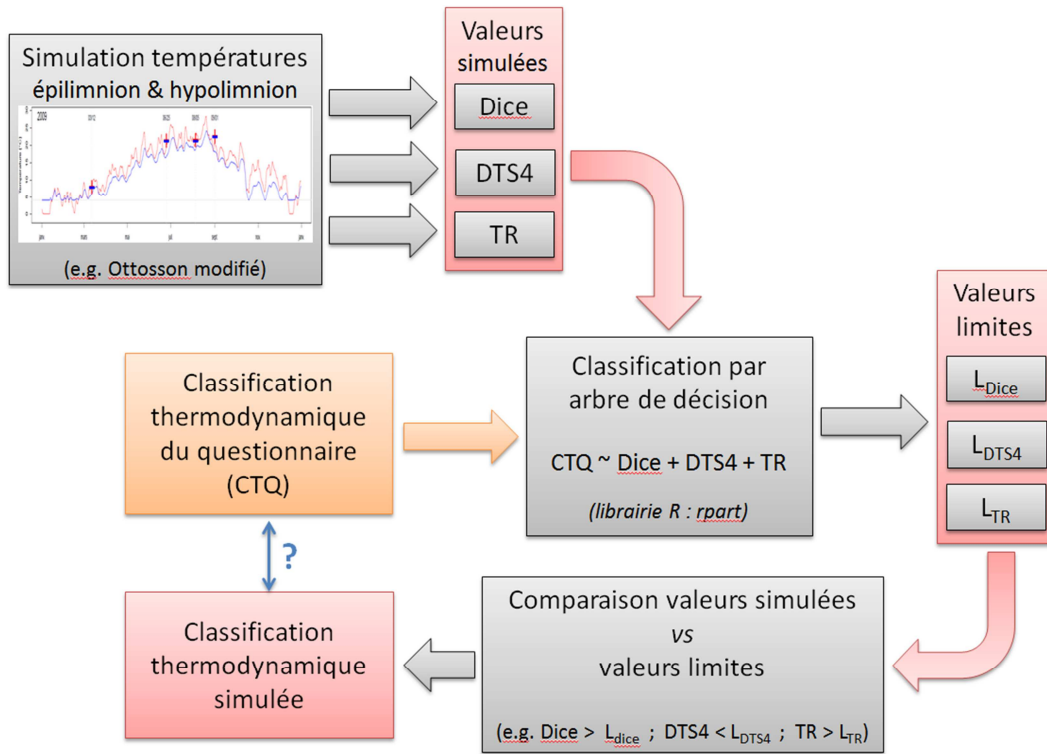 Simulation températures
épilimnion & hypolimnion
2009
(e.g. Ottosson modifié)
Valeurs
simulées
Dice
DTS4
TR
Classification
thermodynamique
du questionnaire
(CTQ)
Classification par
arbre de décision
CTQ ~ Dice + DTS4 + TR
(librairie R : rpart)
Valeurs
limites
LDice
LDTS4
LTR
?
Classification
thermodynamique
simulée
Comparaison valeurs simulées
vs
valeurs limites
(e.g. Dice > Ldice ; DTS4 < LDTS4 ; TR > LTR)